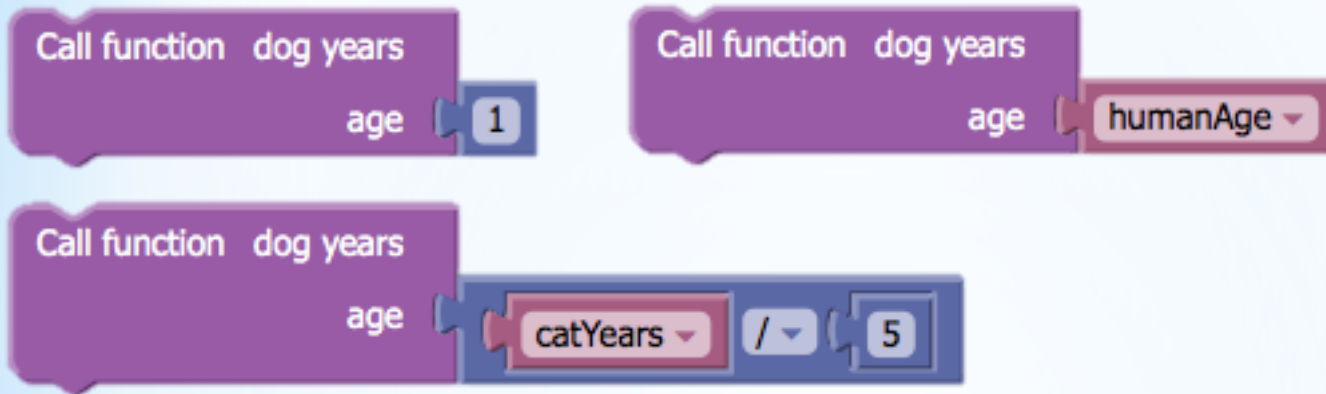 Call function dog years
age 1
Call function dog years
age humanAge
Call function dog years
age catYears / 5